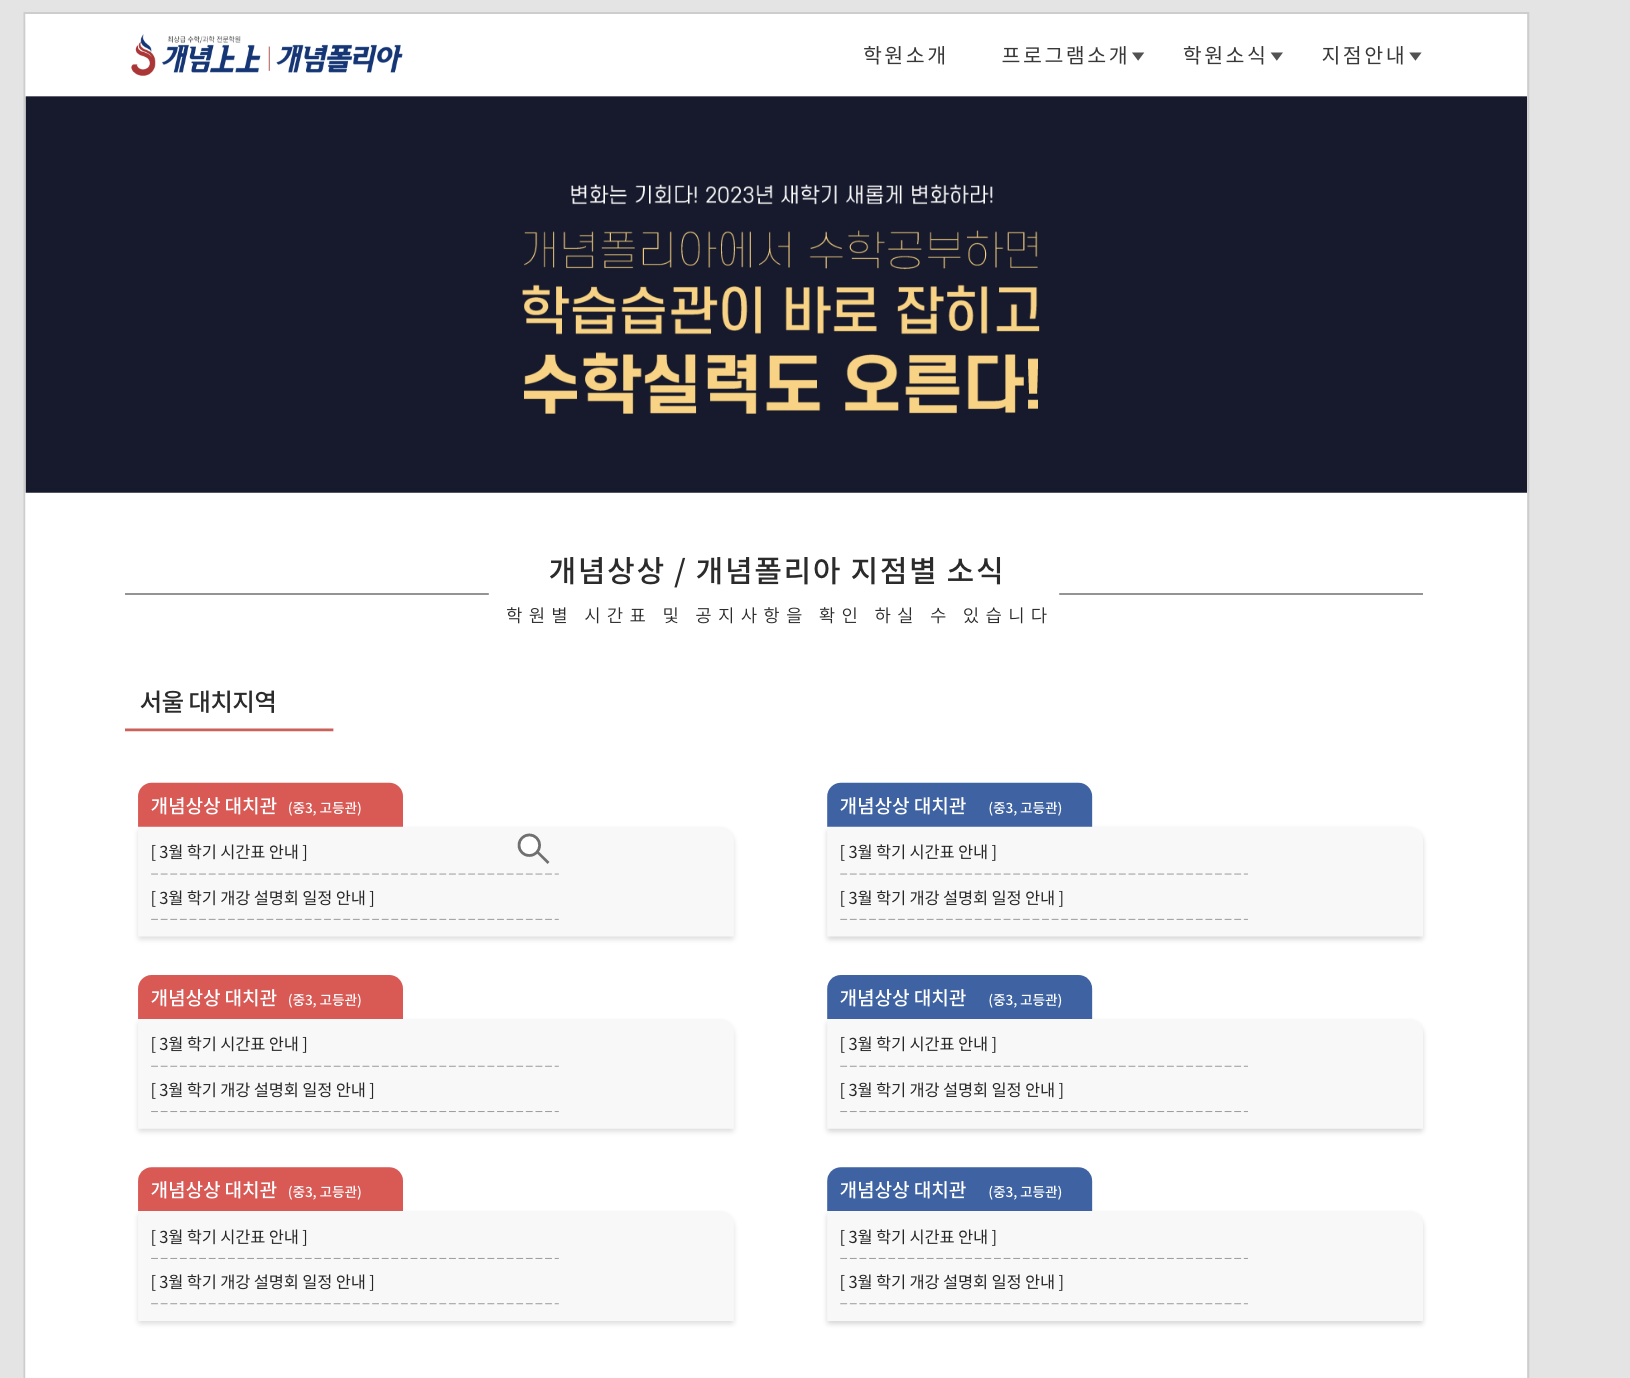 최상급 수학/과학 전문학원
개념上上 | 개념폴리아
학원소개 프로그램소개▼ 학원소식▼ 지점안내▼
변화는 기회다! 2023년 새학기 새롭게 변화하라!
개념폴리아에서 수학공부하면
학습습관이 바로 잡히고
수학실력도 오른다!
개념상상 / 개념폴리아 지점별 소식
학원별 시간표 및 공지사항을 확인 하실 수 있습니다
서울 대치지역
개념상상 대치관 (중3, 고등관)
[ 3월 학기 시간표 안내 ]
[ 3월 학기 개강 설명회 일정 안내 ]
개념상상 대치관 (중3, 고등관)
[ 3월 학기 시간표 안내 ]
[ 3월 학기 개강 설명회 일정 안내 ]
개념상상 대치관 (중3, 고등관)
[ 3월 학기 시간표 안내 ]
[ 3월 학기 개강 설명회 일정 안내 ]
개념상상 대치관 (중3, 고등관)
[ 3월 학기 시간표 안내 ]
[ 3월 학기 개강 설명회 일정 안내 ]
개념상상 대치관 (중3, 고등관)
[ 3월 학기 시간표 안내 ]
[ 3월 학기 개강 설명회 일정 안내 ]
개념상상 대치관 (중3, 고등관)
[ 3월 학기 시간표 안내 ]
[ 3월 학기 개강 설명회 일정 안내 ]